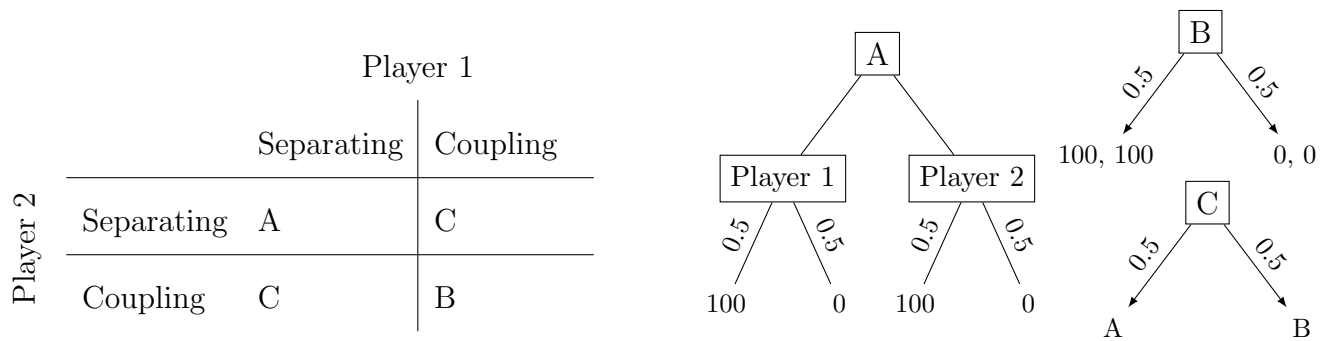 Player 1
Separating Coupling
Player 2
Separating A C
Coupling C B
A
Player 1 Player 2
0.5 0.5 0.5 0.5
100 0 100 0
B
0.5 0.5
100, 100 0, 0
C
0.5 0.5
A B